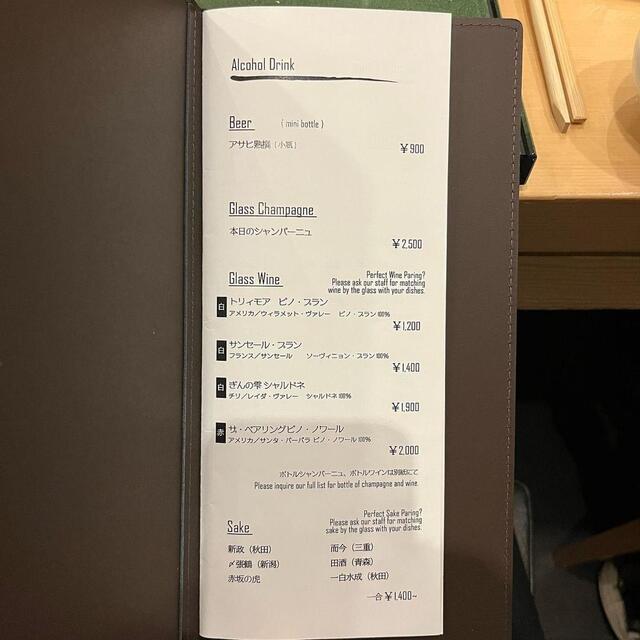 Alcohol Drink
Beer ( mini bottle )
アサヒ熟撰 [小瓶]
￥900
Glass Champagne
本日のシャンパーニュ
￥2,500
Glass Wine
Perfect Wine Paring?
Please ask our staff for matching
wine by the glass with your dishes.
白 トリィモア ピノ・ブラン
アメリカ/ウィラメット・ヴァレー ピノ・ブラン 100%
￥1,200
白 サンセール・ブラン
フランス/サンセール ソーヴィニョン・ブラン 100%
￥1,400
白 ぎんの雫 シャルドネ
チリ/レイダ・ヴァレー シャルドネ 100%
￥1,900
赤 ザ・ペアリングピノ・ノワール
アメリカ/サンタ・バーバラ ピノ・ノワール 100%
￥2,000
ボトルシャンパーニュ、ボトルワインは別紙にて
Please inquire our full list for bottle of champagne and wine.
Sake
Perfect Sake Paring?
Please ask our staff for matching
sake by the glass with your dishes.
新政（秋田） 而今（三重）
〆張鶴（新潟） 田酒（青森）
赤坂の虎 一白水成（秋田）
一合 ￥1,400~